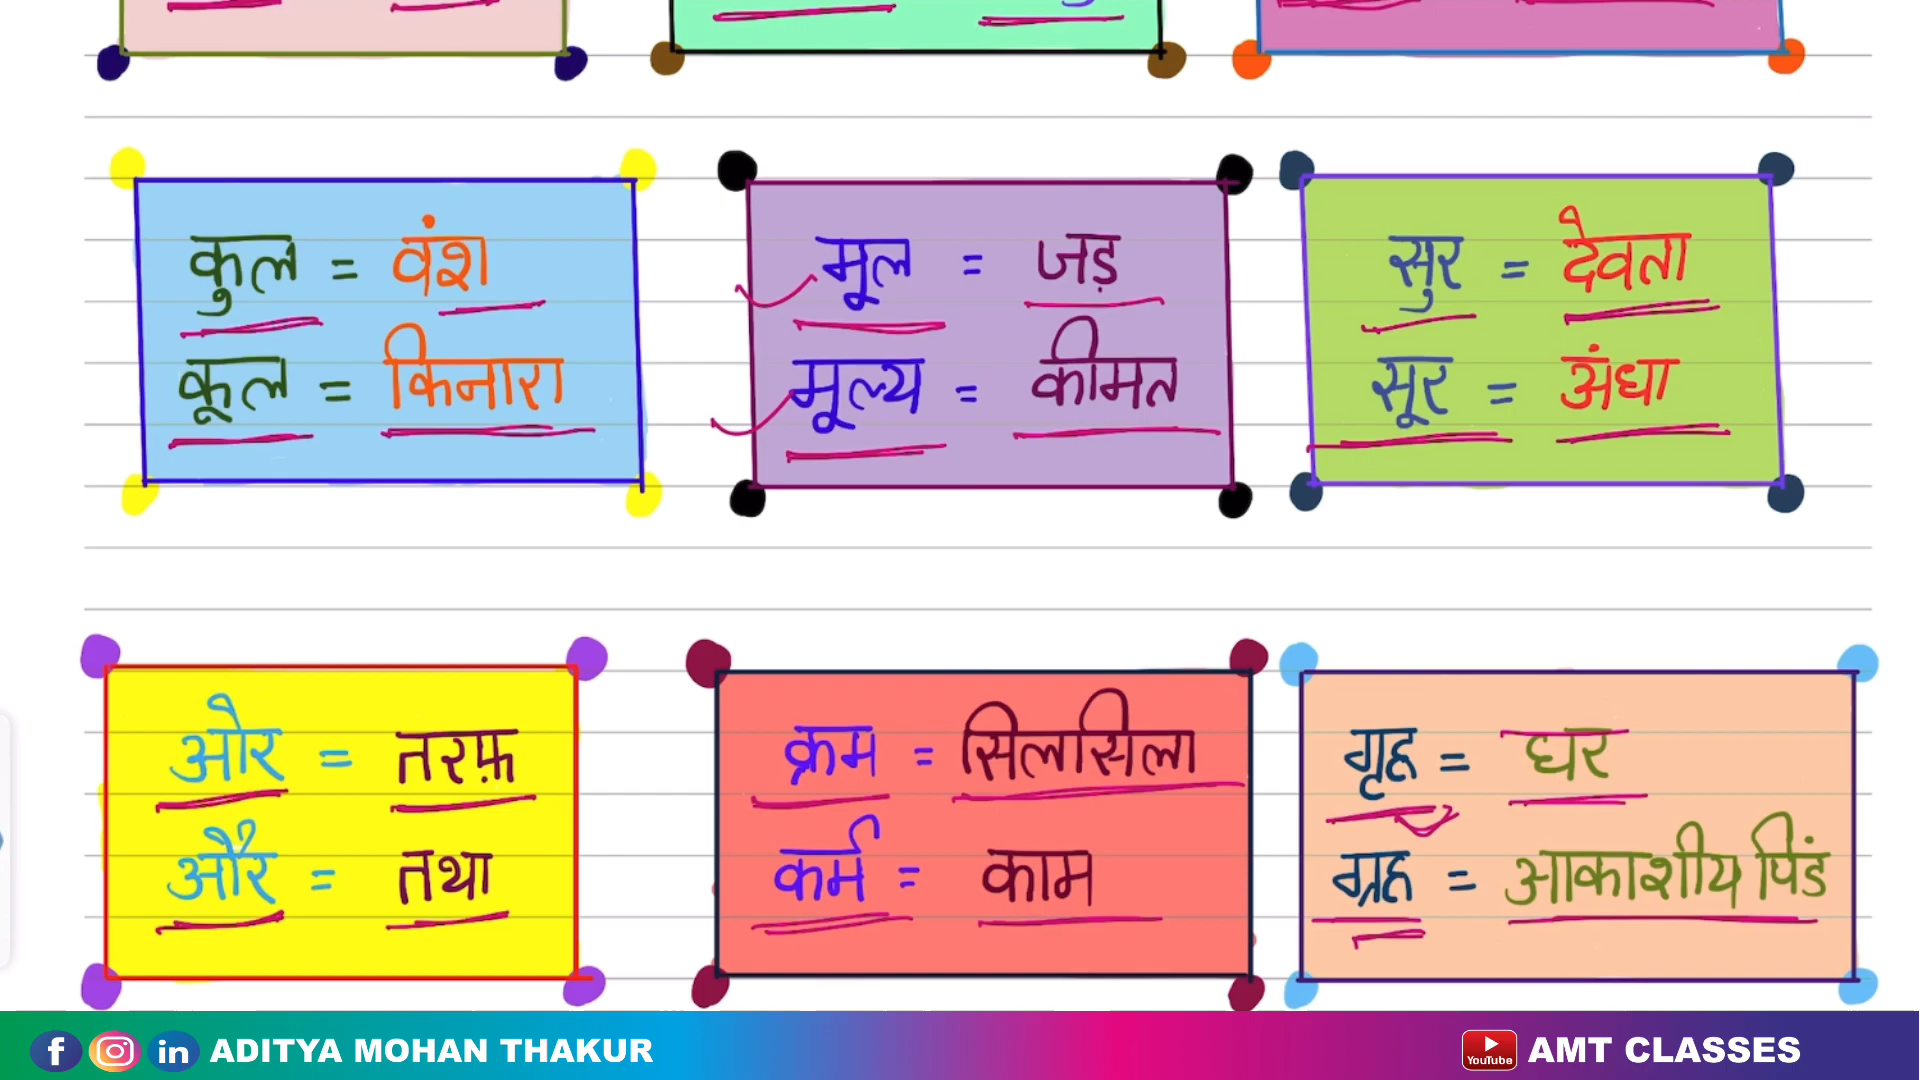 कुल = वंश
कूल = किनारा
मूल = जड़
मूल्य = कीमत
सुर = देवता
सूर = अंधा
ओर = तरफ़
और = तथा
क्रम = सिलसिला
कर्म = काम
गृह = घर
ग्रह = आकाशीय पिंड
ADITYA MOHAN THAKUR
YouTube AMT CLASSES